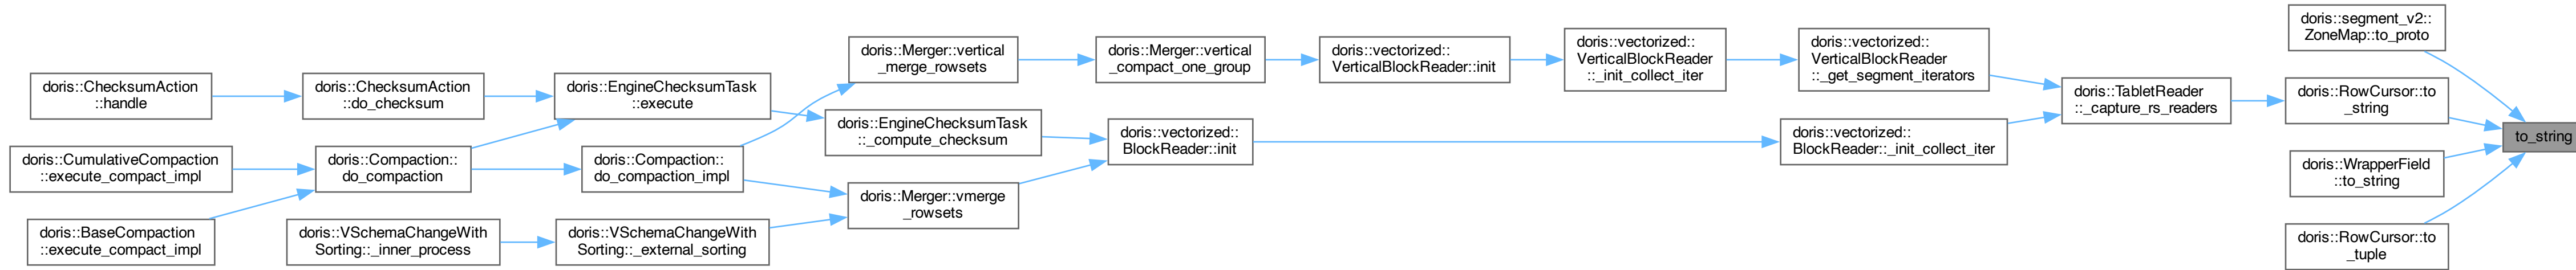 doris::ChecksumAction
::handle
doris::CumulativeCompaction
::execute_compact_impl
doris::BaseCompaction
::execute_compact_impl
doris::ChecksumAction
::do_checksum
doris::Compaction::
do_compaction
doris::VSchemaChangeWith
Sorting::_inner_process
doris::EngineChecksumTask
::execute
doris::Compaction::
do_compaction_impl
doris::VSchemaChangeWith
Sorting::_external_sorting
doris::Merger::vertical
_merge_rowsets
doris::EngineChecksumTask
::_compute_checksum
doris::Merger::vmerge
_rowsets
doris::Merger::vertical
_compact_one_group
doris::vectorized::
BlockReader::init
doris::vectorized::
VerticalBlockReader::init
doris::vectorized::
VerticalBlockReader
::_init_collect_iter
doris::vectorized::
VerticalBlockReader
::_get_segment_iterators
doris::vectorized::
BlockReader::_init_collect_iter
doris::TabletReader
::_capture_rs_readers
doris::segment_v2::
ZoneMap::to_proto
doris::RowCursor::to
_string
doris::WrapperField
::to_string
doris::RowCursor::to
_tuple
to_string